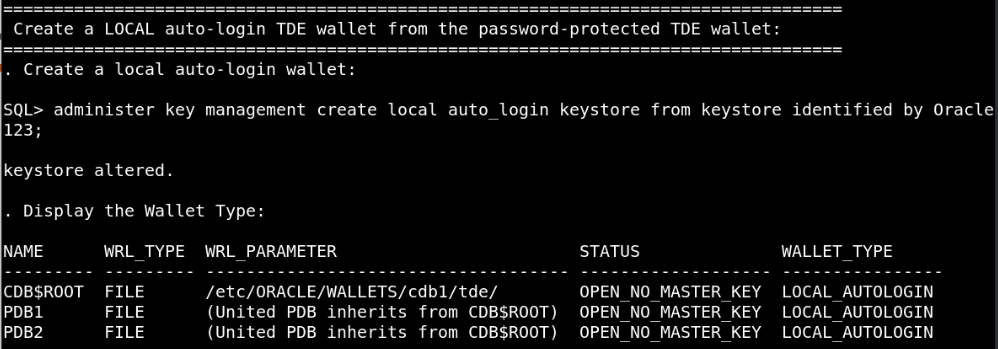 ===================================================================================
 Create a LOCAL auto-login TDE wallet from the password-protected TDE wallet:
===================================================================================
. Create a local auto-login wallet:
SQL> administer key management create local auto_login keystore from keystore identified by Oracle
123;
keystore altered.
. Display the Wallet Type:
NAME      WRL_TYPE  WRL_PARAMETER                        STATUS              WALLET_TYPE
--------- --------- ------------------------------------ ------------------- ----------------
CDB$ROOT  FILE      /etc/ORACLE/WALLETS/cdb1/tde/        OPEN_NO_MASTER_KEY  LOCAL_AUTOLOGIN
PDB1      FILE      (United PDB inherits from CDB$ROOT)  OPEN_NO_MASTER_KEY  LOCAL_AUTOLOGIN
PDB2      FILE      (United PDB inherits from CDB$ROOT)  OPEN_NO_MASTER_KEY  LOCAL_AUTOLOGIN